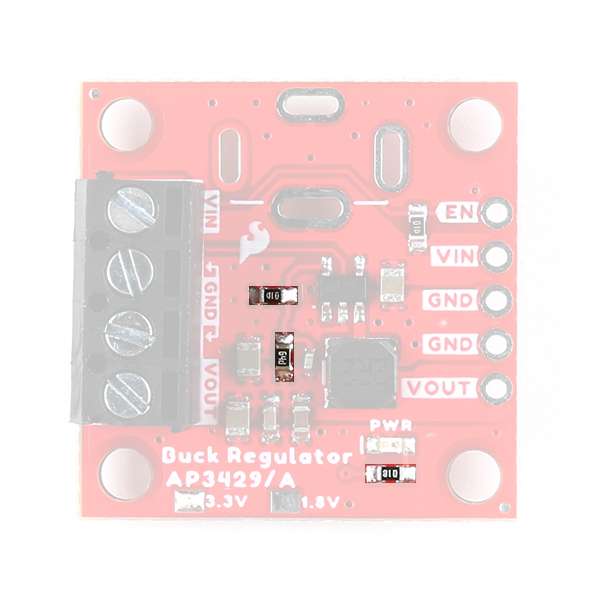 EN
VIN
VIN
GND
GND
GND
VOUT
VOUT
PWR
Buck Regulator
AP3429/A
3.3V
1.8V